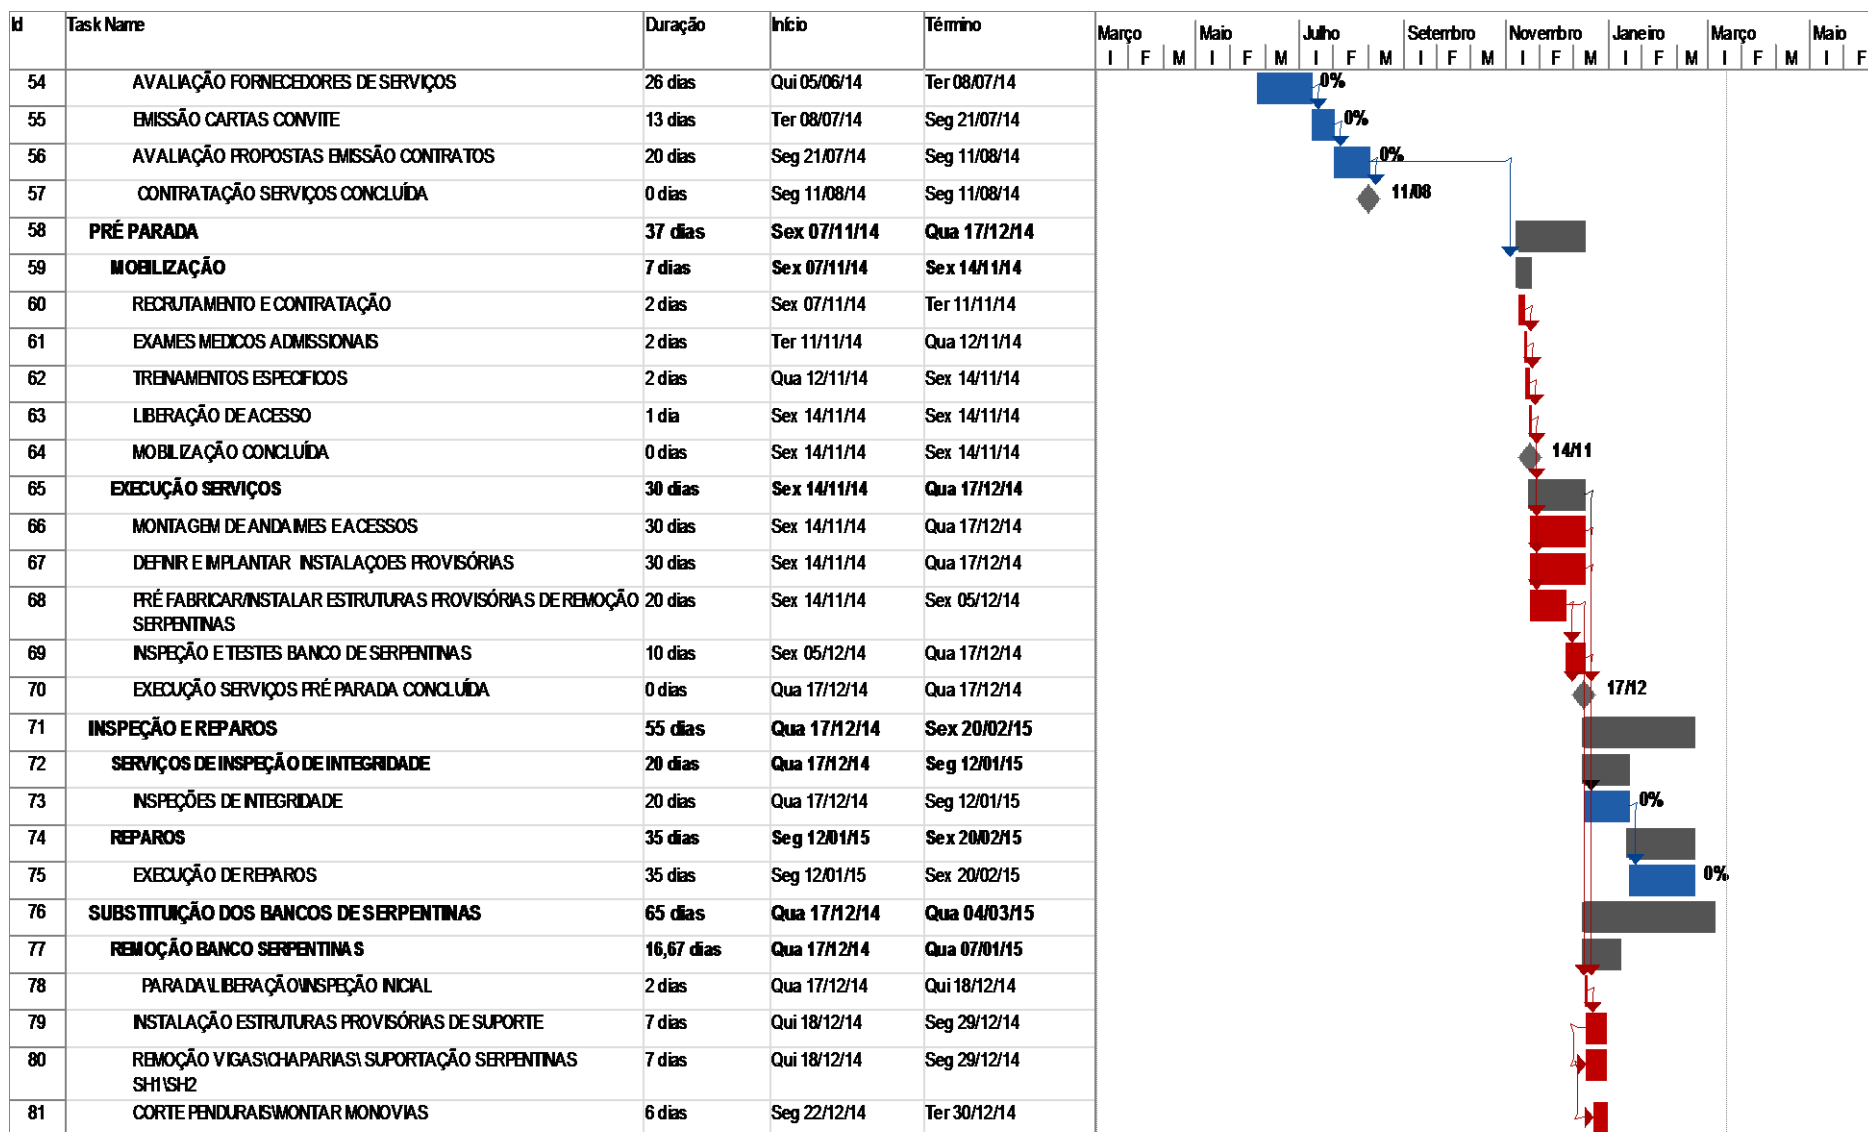 Id Task Name Duração Início Término Março Maio Julho Setembro Novembro Janeiro Março Maio
I F M I F M I F M I F M I F M I F M I F M I F
54 AVALIAÇÃO FORNECEDORES DE SERVIÇOS 26 dias Qui 05/06/14 Ter 08/07/14 0%
55 EMISSÃO CARTAS CONVITE 13 dias Ter 08/07/14 Seg 21/07/14 0%
56 AVALIAÇÃO PROPOSTAS EMISSÃO CONTRATOS 20 dias Seg 21/07/14 Seg 11/08/14 0%
57 CONTRATAÇÃO SERVIÇOS CONCLUÍDA 0 dias Seg 11/08/14 Seg 11/08/14 11/08
58 PRÉ PARADA 37 dias Sex 07/11/14 Qua 17/12/14
59 MOBILIZAÇÃO 7 dias Sex 07/11/14 Sex 14/11/14
60 RECRUTAMENTO E CONTRATAÇÃO 2 dias Sex 07/11/14 Ter 11/11/14
61 EXAMES MEDICOS ADMISSIONAIS 2 dias Ter 11/11/14 Qua 12/11/14
62 TREINAMENTOS ESPECIFICOS 2 dias Qua 12/11/14 Sex 14/11/14
63 LIBERAÇÃO DE ACESSO 1 dia Sex 14/11/14 Sex 14/11/14
64 MOBILIZAÇÃO CONCLUÍDA 0 dias Sex 14/11/14 Sex 14/11/14 14/11
65 EXECUÇÃO SERVIÇOS 30 dias Sex 14/11/14 Qua 17/12/14
66 MONTAGEM DE ANDAIMES E ACESSOS 30 dias Sex 14/11/14 Qua 17/12/14
67 DEFINIR E IMPLANTAR INSTALAÇOES PROVISÓRIAS 30 dias Sex 14/11/14 Qua 17/12/14
68 PRÉ FABRICAR/INSTALAR ESTRUTURAS PROVISÓRIAS DE REMOÇÃO 20 dias Sex 14/11/14 Sex 05/12/14
SERPENTINAS
69 INSPEÇÃO E TESTES BANCO DE SERPENTINAS 10 dias Sex 05/12/14 Qua 17/12/14
70 EXECUÇÃO SERVIÇOS PRÉ PARADA CONCLUÍDA 0 dias Qua 17/12/14 Qua 17/12/14 17/12
71 INSPEÇÃO E REPAROS 55 dias Qua 17/12/14 Sex 20/02/15
72 SERVIÇOS DE INSPEÇÃO DE INTEGRIDADE 20 dias Qua 17/12/14 Seg 12/01/15
73 INSPEÇÕES DE INTEGRIDADE 20 dias Qua 17/12/14 Seg 12/01/15 0%
74 REPAROS 35 dias Seg 12/01/15 Sex 20/02/15
75 EXECUÇÃO DE REPAROS 35 dias Seg 12/01/15 Sex 20/02/15 0%
76 SUBSTITUIÇÃO DOS BANCOS DE SERPENTINAS 65 dias Qua 17/12/14 Qua 04/03/15
77 REMOÇÃO BANCO SERPENTINAS 16,67 dias Qua 17/12/14 Qua 07/01/15
78 PARADA\LIBERAÇÃO\INSPEÇÃO INICIAL 2 dias Qua 17/12/14 Qui 18/12/14
79 INSTALAÇÃO ESTRUTURAS PROVISÓRIAS DE SUPORTE 7 dias Qui 18/12/14 Seg 29/12/14
80 REMOÇÃO VIGAS\CHAPARIAS\ SUPORTAÇÃO SERPENTINAS 7 dias Qui 18/12/14 Seg 29/12/14
SH1\SH2
81 CORTE PENDURAIS\MONTAR MONOVIAS 6 dias Seg 22/12/14 Ter 30/12/14